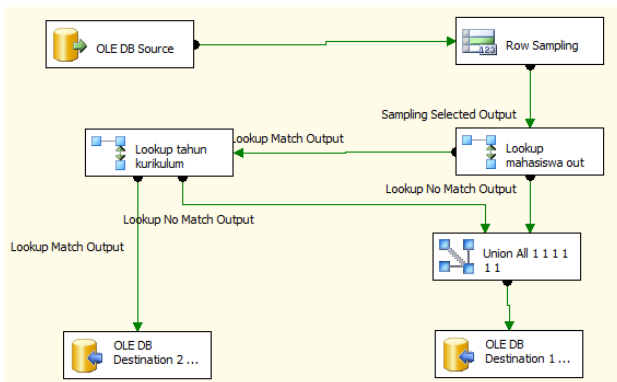 OLE DB Source
Row Sampling
123
Sampling Selected Output
Lookup tahun
kurikulum
Lookup Match Output
Lookup
mahasiswa out
Lookup No Match Output
Lookup No Match Output
Lookup Match Output
Union All 1 1 1 1
1 1
OLE DB
Destination 2 ...
OLE DB
Destination 1 ...